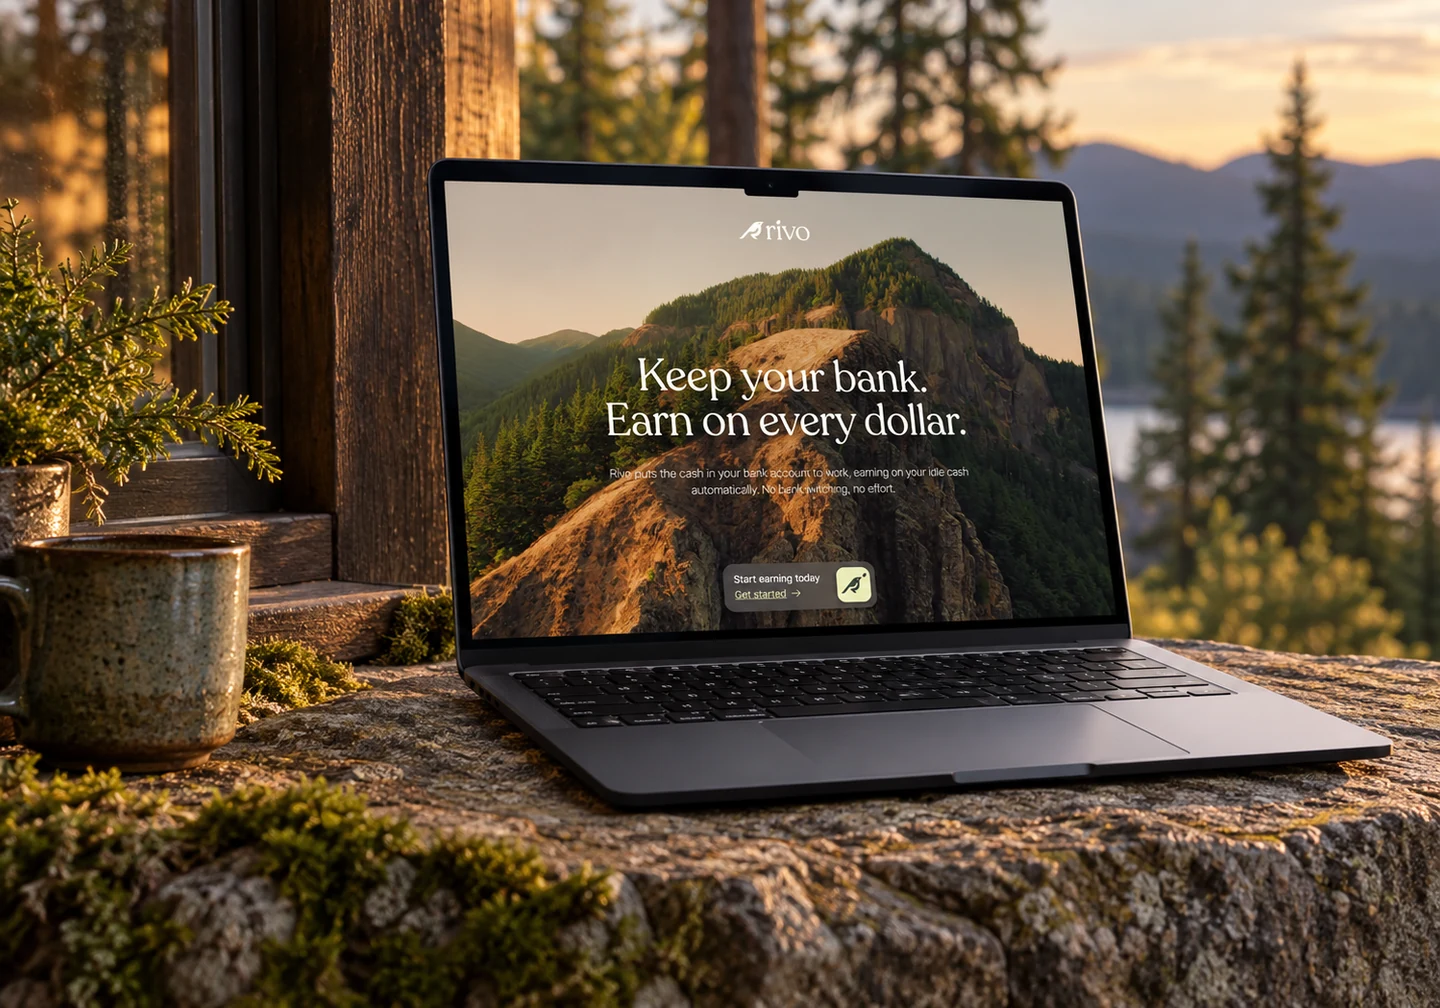 rivo
Keep your bank.
Earn on every dollar.
Rivo puts the cash in your bank account to work, earning on your idle cash
automatically. No bank switching, no effort.
Start earning today
Get started →